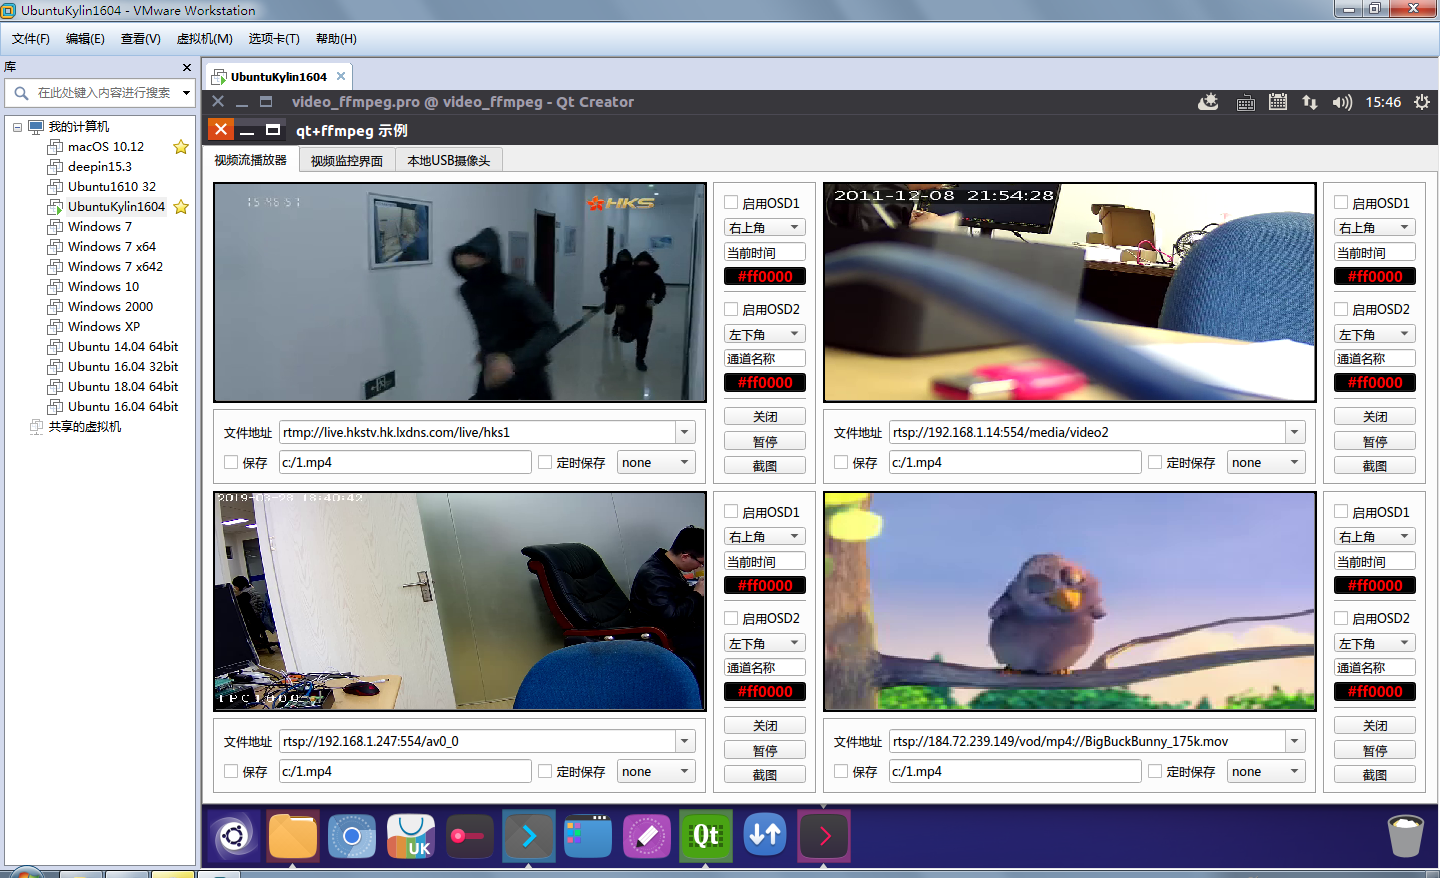 UbuntuKylin1604 - VMware Workstation
文件(F) 编辑(E) 查看(V) 虚拟机(M) 选项卡(T) 帮助(H)
库
在此处键入内容进行搜索
我的计算机
macOS 10.12
deepin15.3
Ubuntu1610 32
UbuntuKylin1604
Windows 7
Windows 7 x64
Windows 7 x642
Windows 10
Windows 2000
Windows XP
Ubuntu 14.04 64bit
Ubuntu 16.04 32bit
Ubuntu 18.04 64bit
Ubuntu 16.04 64bit
共享的虚拟机
UbuntuKylin1604
video_ffmpeg.pro @ video_ffmpeg - Qt Creator
15:46
qt+ffmpeg 示例
视频流播放器 视频监控界面 本地USB摄像头
15:46:51
HKS
启用OSD1
右上角
当前时间
#ff0000
启用OSD2
左下角
通道名称
#ff0000
关闭
暂停
截图
文件地址 rtmp://live.hkstv.hk.lxdns.com/live/hks1
保存 c:/1.mp4 定时保存 none
2011-12-08 21:54:28
启用OSD1
右上角
当前时间
#ff0000
启用OSD2
左下角
通道名称
#ff0000
关闭
暂停
截图
文件地址 rtsp://192.168.1.14:554/media/video2
保存 c:/1.mp4 定时保存 none
2019-03-28 18:40:42
启用OSD1
右上角
当前时间
#ff0000
启用OSD2
左下角
通道名称
#ff0000
关闭
暂停
截图
文件地址 rtsp://192.168.1.247:554/av0_0
保存 c:/1.mp4 定时保存 none
启用OSD1
右上角
当前时间
#ff0000
启用OSD2
左下角
通道名称
#ff0000
关闭
暂停
截图
文件地址 rtsp://184.72.239.149/vod/mp4://BigBuckBunny_175k.mov
保存 c:/1.mp4 定时保存 none
UK
Qt